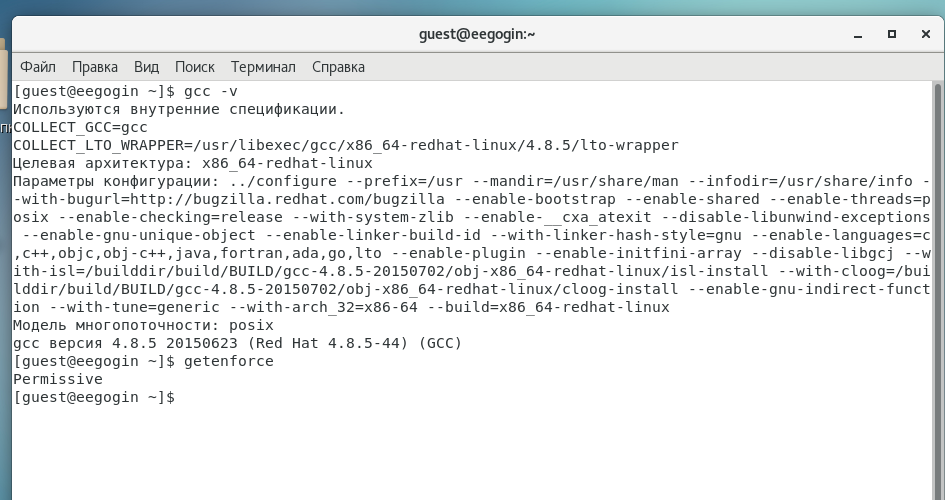 guest@eegogin:~
Файл Правка Вид Поиск Терминал Справка
[guest@eegogin ~]$ gcc -v
Используются внутренние спецификации.
COLLECT_GCC=gcc
COLLECT_LTO_WRAPPER=/usr/libexec/gcc/x86_64-redhat-linux/4.8.5/lto-wrapper
Целевая архитектура: x86_64-redhat-linux
Параметры конфигурации: ../configure --prefix=/usr --mandir=/usr/share/man --infodir=/usr/share/info -
-with-bugurl=http://bugzilla.redhat.com/bugzilla --enable-bootstrap --enable-shared --enable-threads=p
osix --enable-checking=release --with-system-zlib --enable-__cxa_atexit --disable-libunwind-exceptions
 --enable-gnu-unique-object --enable-linker-build-id --with-linker-hash-style=gnu --enable-languages=c
,c++,objc,obj-c++,java,fortran,ada,go,lto --enable-plugin --enable-initfini-array --disable-libgcj --w
ith-isl=/builddir/build/BUILD/gcc-4.8.5-20150702/obj-x86_64-redhat-linux/isl-install --with-cloog=/bui
lddir/build/BUILD/gcc-4.8.5-20150702/obj-x86_64-redhat-linux/cloog-install --enable-gnu-indirect-funct
ion --with-tune=generic --with-arch_32=x86-64 --build=x86_64-redhat-linux
Модель многопоточности: posix
gcc версия 4.8.5 20150623 (Red Hat 4.8.5-44) (GCC)
[guest@eegogin ~]$ getenforce
Permissive
[guest@eegogin ~]$